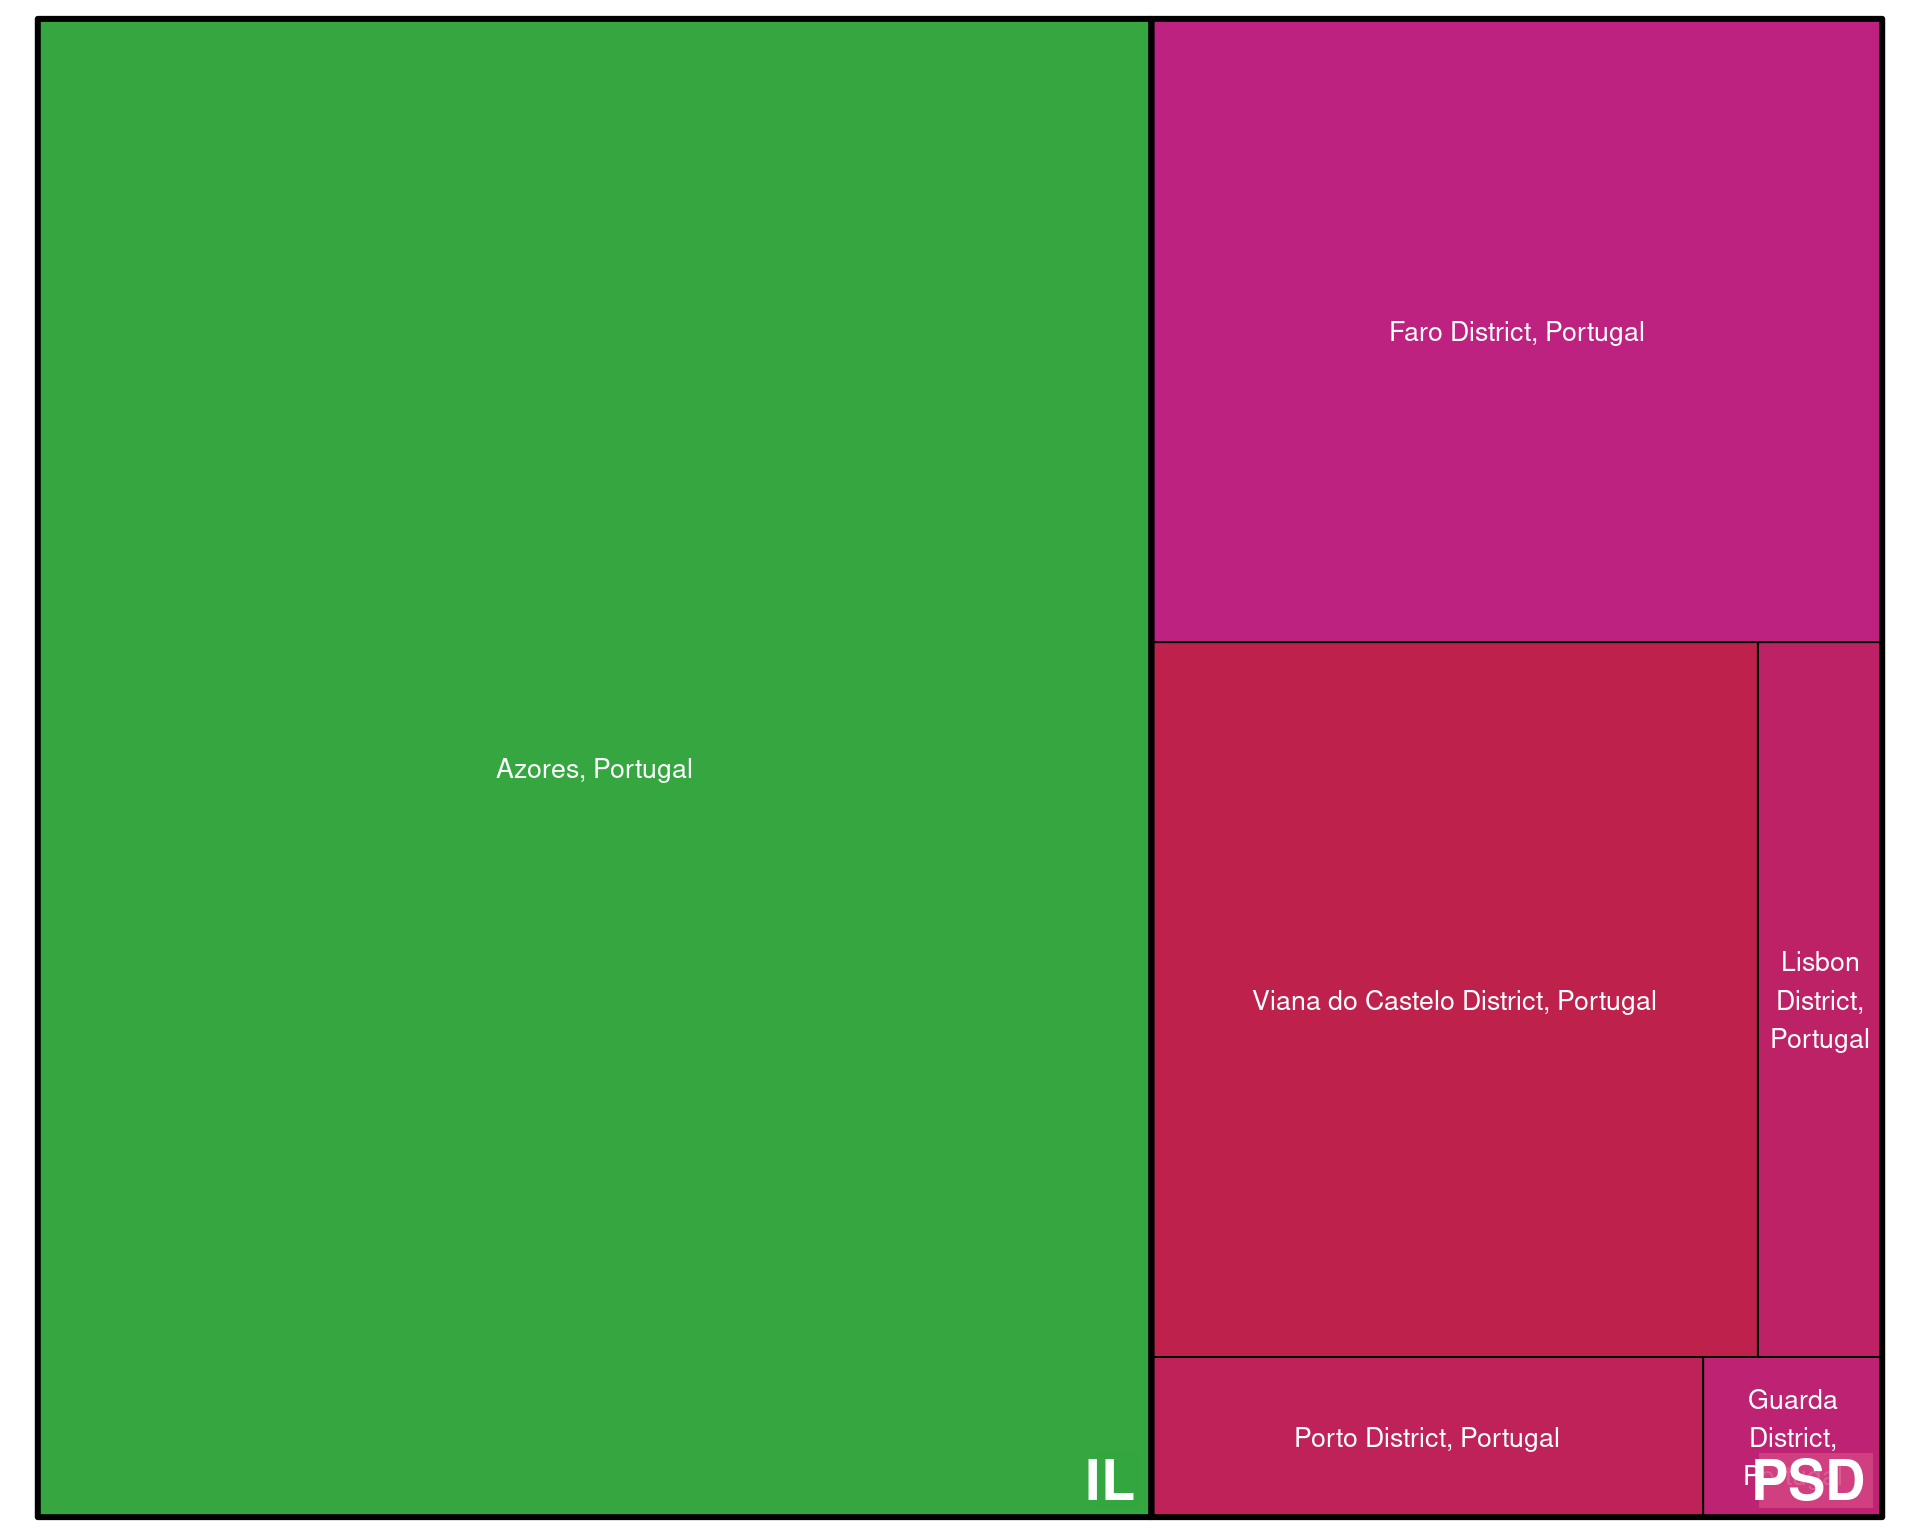 Faro District, Portugal
Azores, Portugal
Viana do Castelo District, Portugal
Lisbon
District,
Portugal
Porto District, Portugal
Guarda
District,
IL
PSD